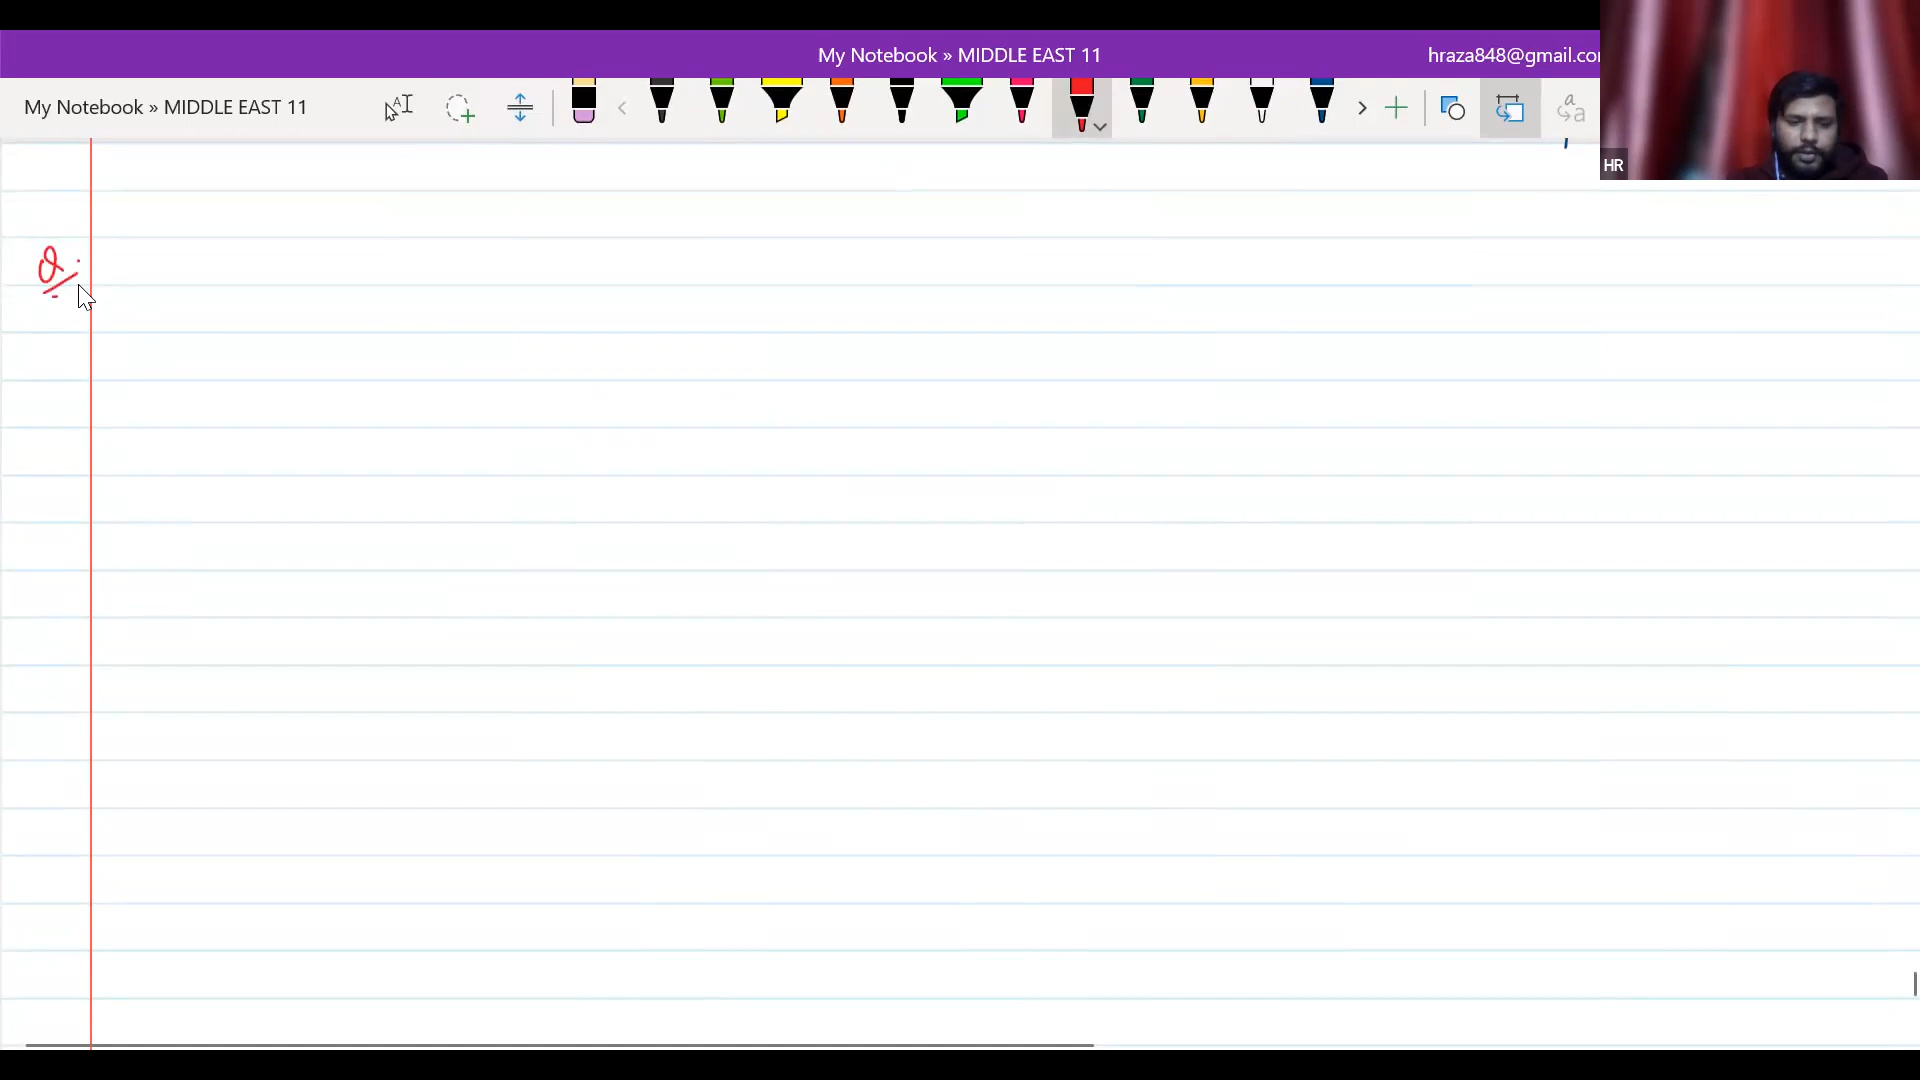 My Notebook » MIDDLE EAST 11
hraza848@gmail.co
My Notebook » MIDDLE EAST 11
HR
Q.